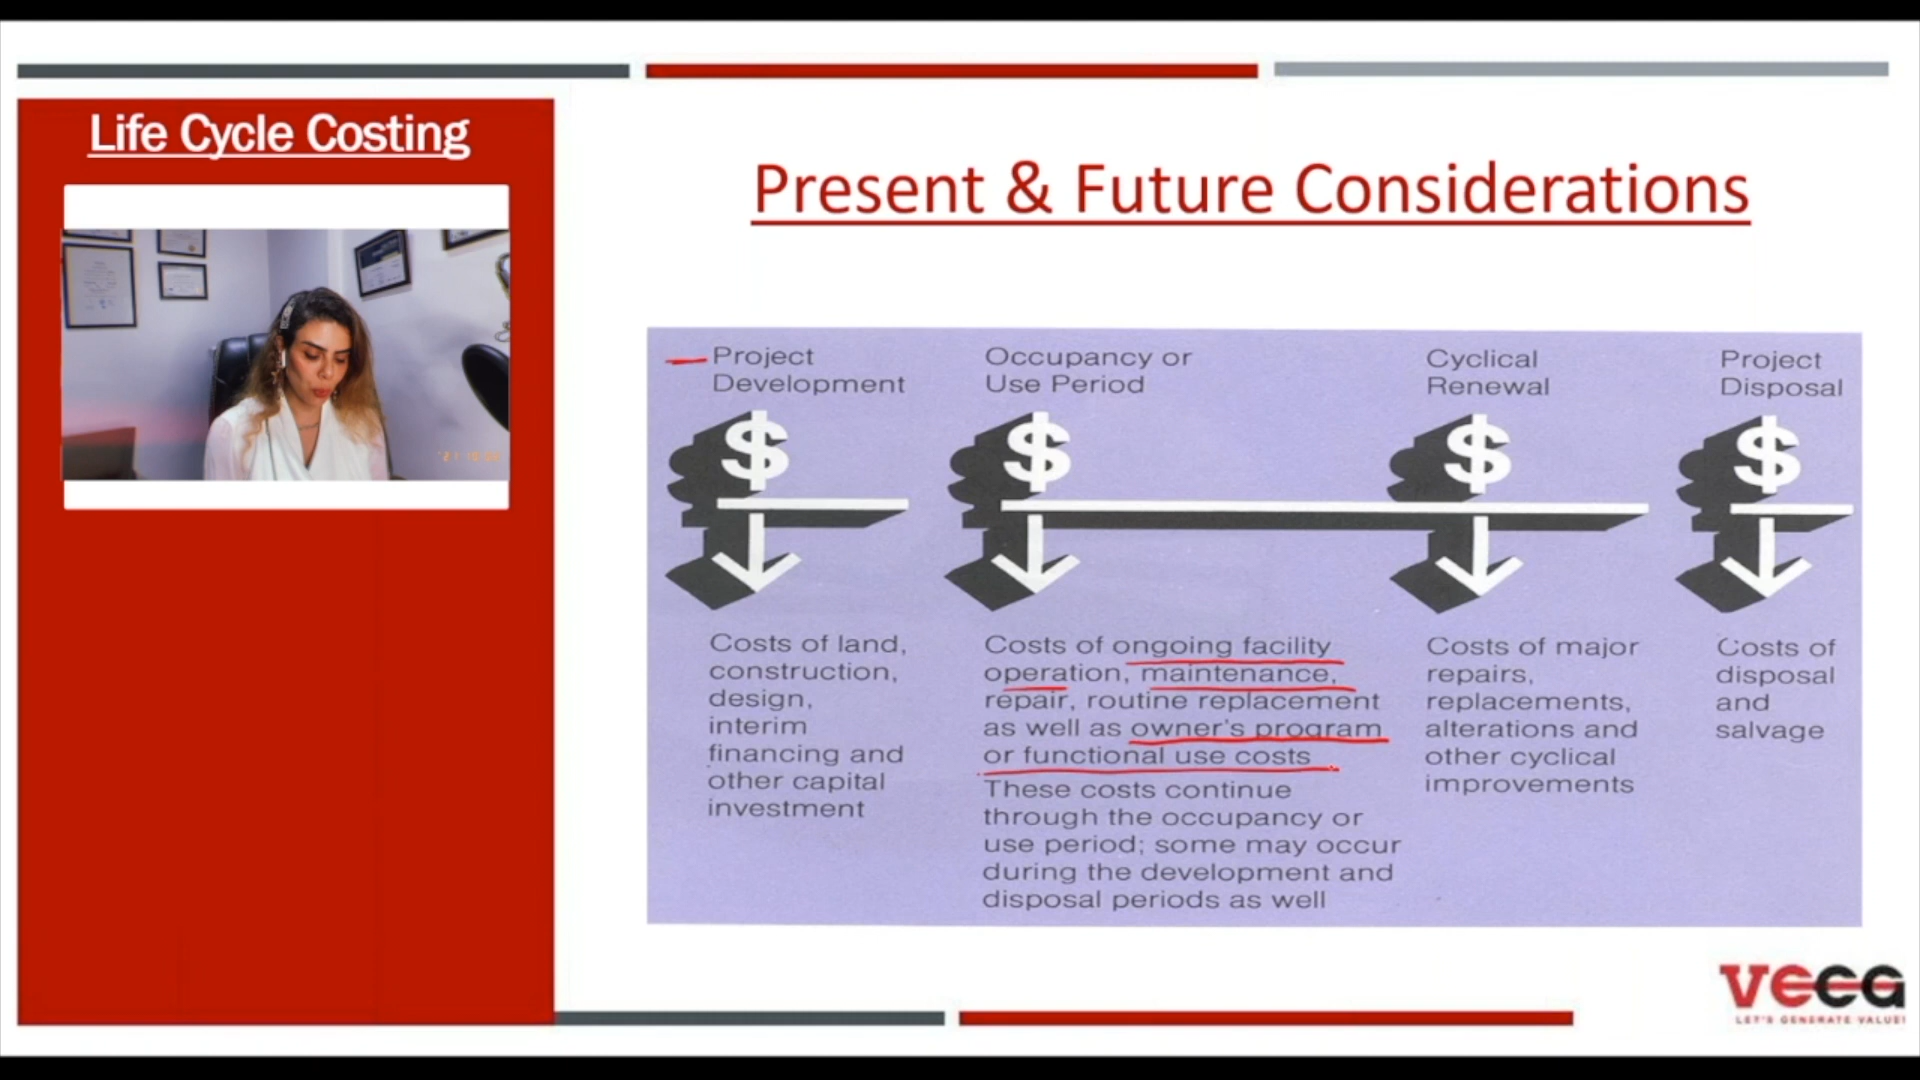 Life Cycle Costing
Present & Future Considerations
Project
Development
$
Costs of land,
construction,
design,
interim
financing and
other capital
investment
Occupancy or
Use Period
$
Costs of ongoing facility
operation, maintenance,
repair, routine replacement
as well as owner's program
or functional use costs
These costs continue
through the occupancy or
use period; some may occur
during the development and
disposal periods as well
Cyclical
Renewal
$
Costs of major
repairs,
replacements,
alterations and
other cyclical
improvements
Project
Disposal
$
Costs of
disposal
and
salvage
VECG
LET'S GENERATE VALUE!